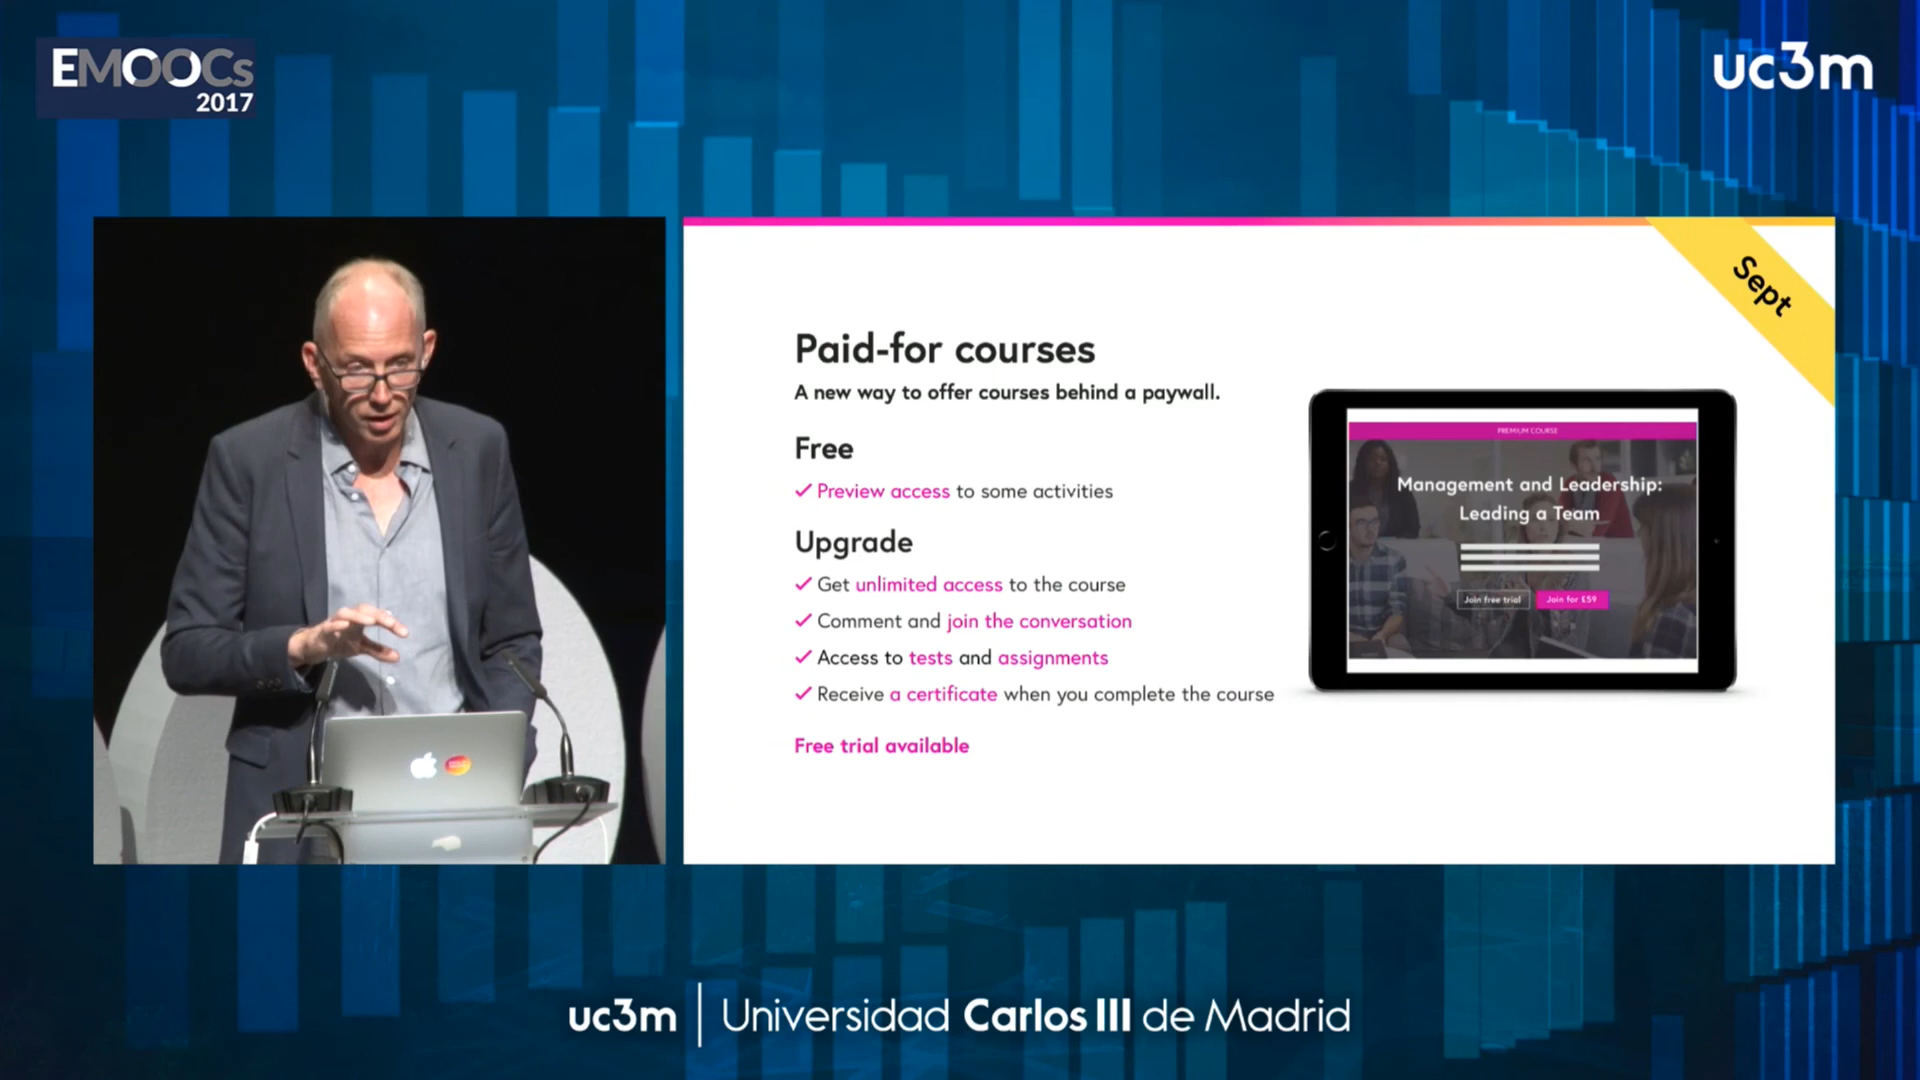 EMOOCs
2017
uc3m
Sept
Paid-for courses
A new way to offer courses behind a paywall.
Free
Preview access to some activities
Upgrade
Get unlimited access to the course
Comment and join the conversation
Access to tests and assignments
Receive a certificate when you complete the course
Free trial available
PREMIUM COURSE
Management and Leadership:
Leading a Team
Join free trial
Join for £59
uc3m | Universidad Carlos III de Madrid